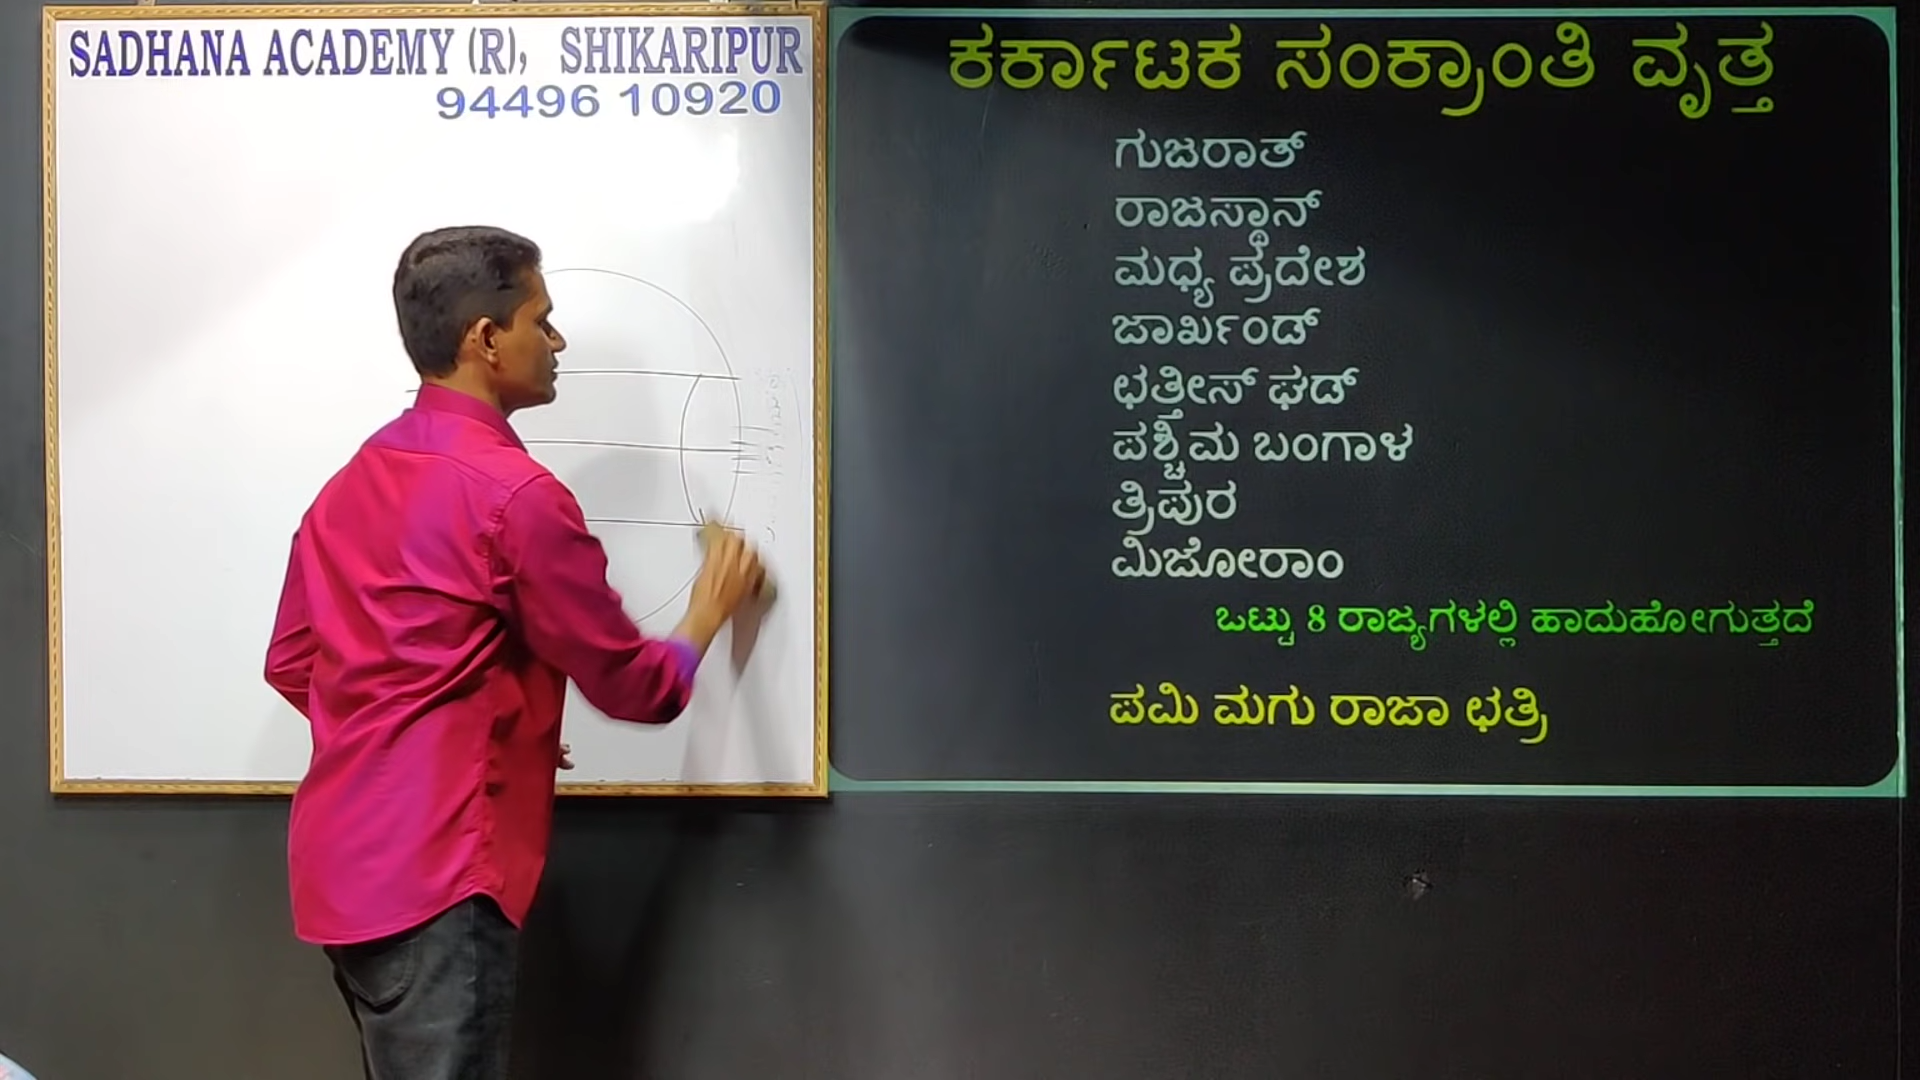 SADHANA ACADEMY (R), SHIKARIPUR
94496 10920
ಕರ್ಕಾಟಕ ಸಂಕ್ರಾಂತಿ ವೃತ್ತ
ಗುಜರಾತ್
ರಾಜಸ್ಥಾನ್
ಮಧ್ಯ ಪ್ರದೇಶ
ಜಾರ್ಖಂಡ್
ಛತ್ತೀಸ್ ಘಡ್
ಪಶ್ಚಿಮ ಬಂಗಾಳ
ತ್ರಿಪುರ
ಮಿಜೋರಾಂ
ಒಟ್ಟು 8 ರಾಜ್ಯಗಳಲ್ಲಿ ಹಾದುಹೋಗುತ್ತದೆ
ಪಮಿ ಮಗು ರಾಜಾ ಛತ್ರಿ